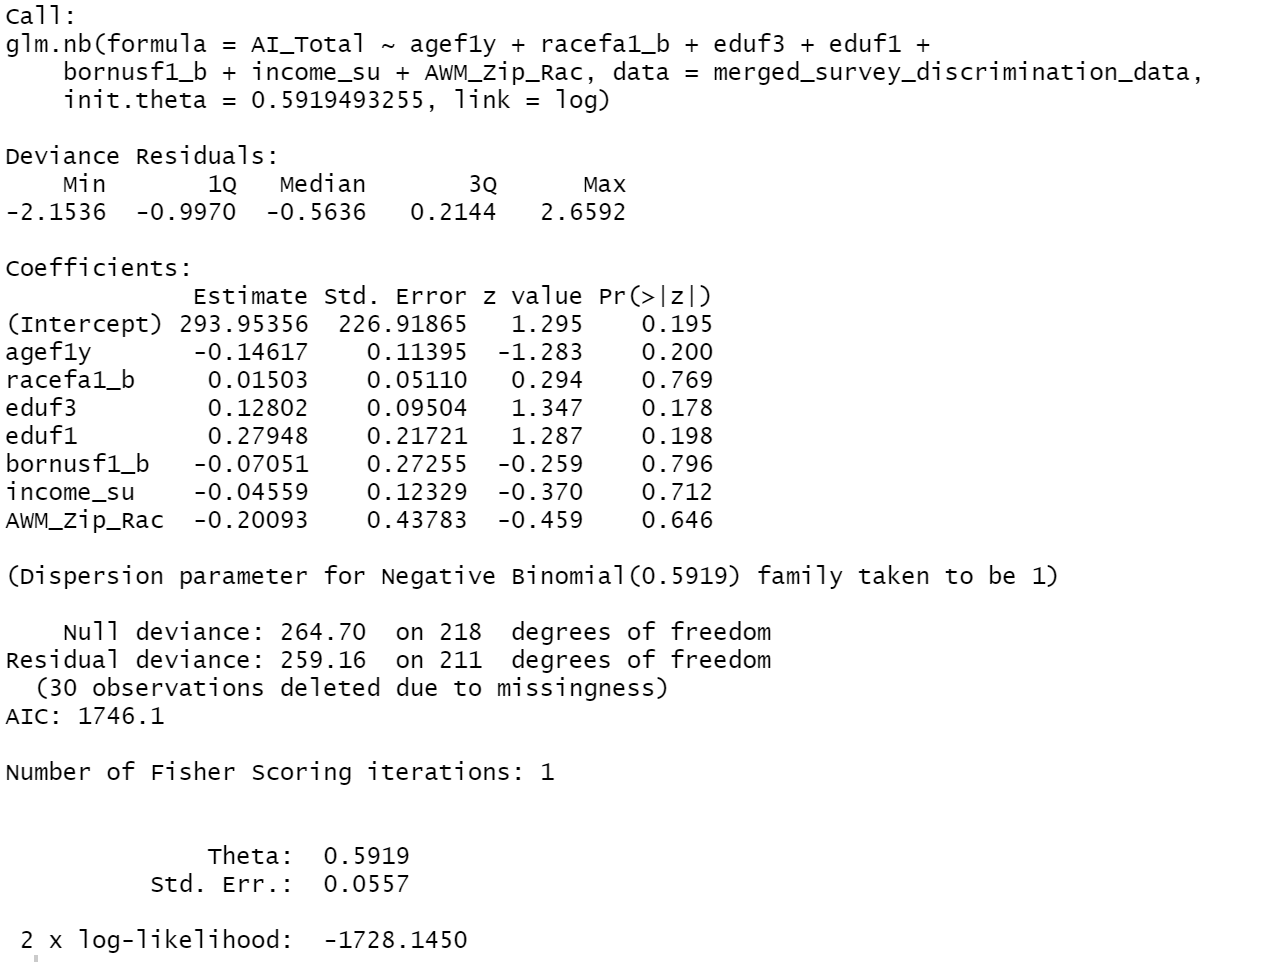 Call:
glm.nb(formula = AI_Total ~ agef1y + racefa1_b + eduf3 + eduf1 +
    bornusf1_b + income_su + AWM_Zip_Rac, data = merged_survey_discrimination_data,
    init.theta = 0.5919493255, link = log)

Deviance Residuals:
    Min       1Q   Median       3Q      Max
-2.1536  -0.9970  -0.5636   0.2144   2.6592

Coefficients:
             Estimate Std. Error z value Pr(>|z|)
(Intercept) 293.95356  226.91865   1.295    0.195
agef1y       -0.14617    0.11395  -1.283    0.200
racefa1_b     0.01503    0.05110   0.294    0.769
eduf3         0.12802    0.09504   1.347    0.178
eduf1         0.27948    0.21721   1.287    0.198
bornusf1_b   -0.07051    0.27255  -0.259    0.796
income_su    -0.04559    0.12329  -0.370    0.712
AWM_Zip_Rac  -0.20093    0.43783  -0.459    0.646

(Dispersion parameter for Negative Binomial(0.5919) family taken to be 1)

    Null deviance: 264.70  on 218  degrees of freedom
Residual deviance: 259.16  on 211  degrees of freedom
  (30 observations deleted due to missingness)
AIC: 1746.1

Number of Fisher Scoring iterations: 1


              Theta:  0.5919
          Std. Err.:  0.0557

 2 x log-likelihood:  -1728.1450